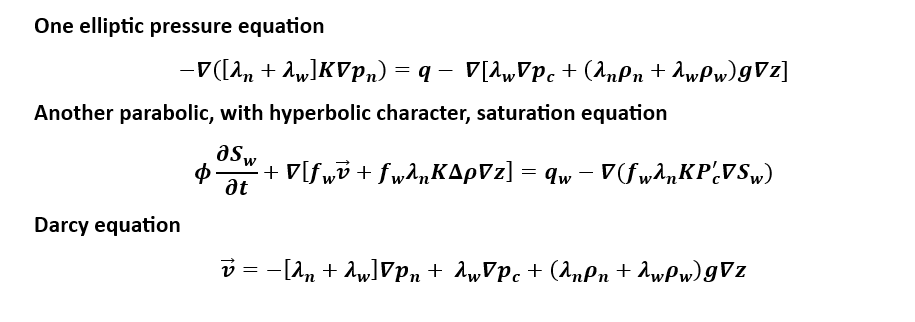 One elliptic pressure equation
−∇([λₙ + λ_w]K∇pₙ) = q − ∇[λ_w∇p_c + (λₙρₙ + λ_wρ_w)g∇z]
Another parabolic, with hyperbolic character, saturation equation
ϕ ∂S_w/∂t + ∇[f_w v⃗ + f_wλₙKΔρ∇z] = q_w − ∇(f_wλₙKP′_c∇S_w)
Darcy equation
v⃗ = −[λₙ + λ_w]∇pₙ + λ_w∇p_c + (λₙρₙ + λ_wρ_w)g∇z